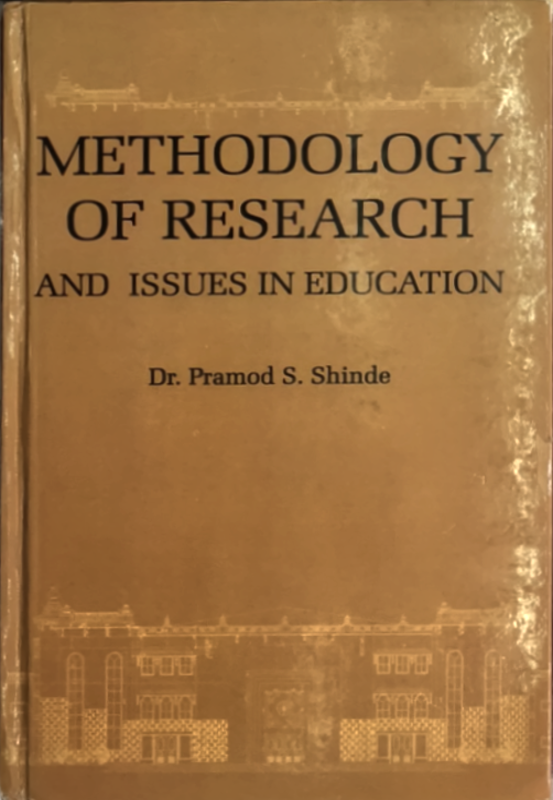 METHODOLOGY
OF RESEARCH
AND ISSUES IN EDUCATION
Dr. Pramod S. Shinde